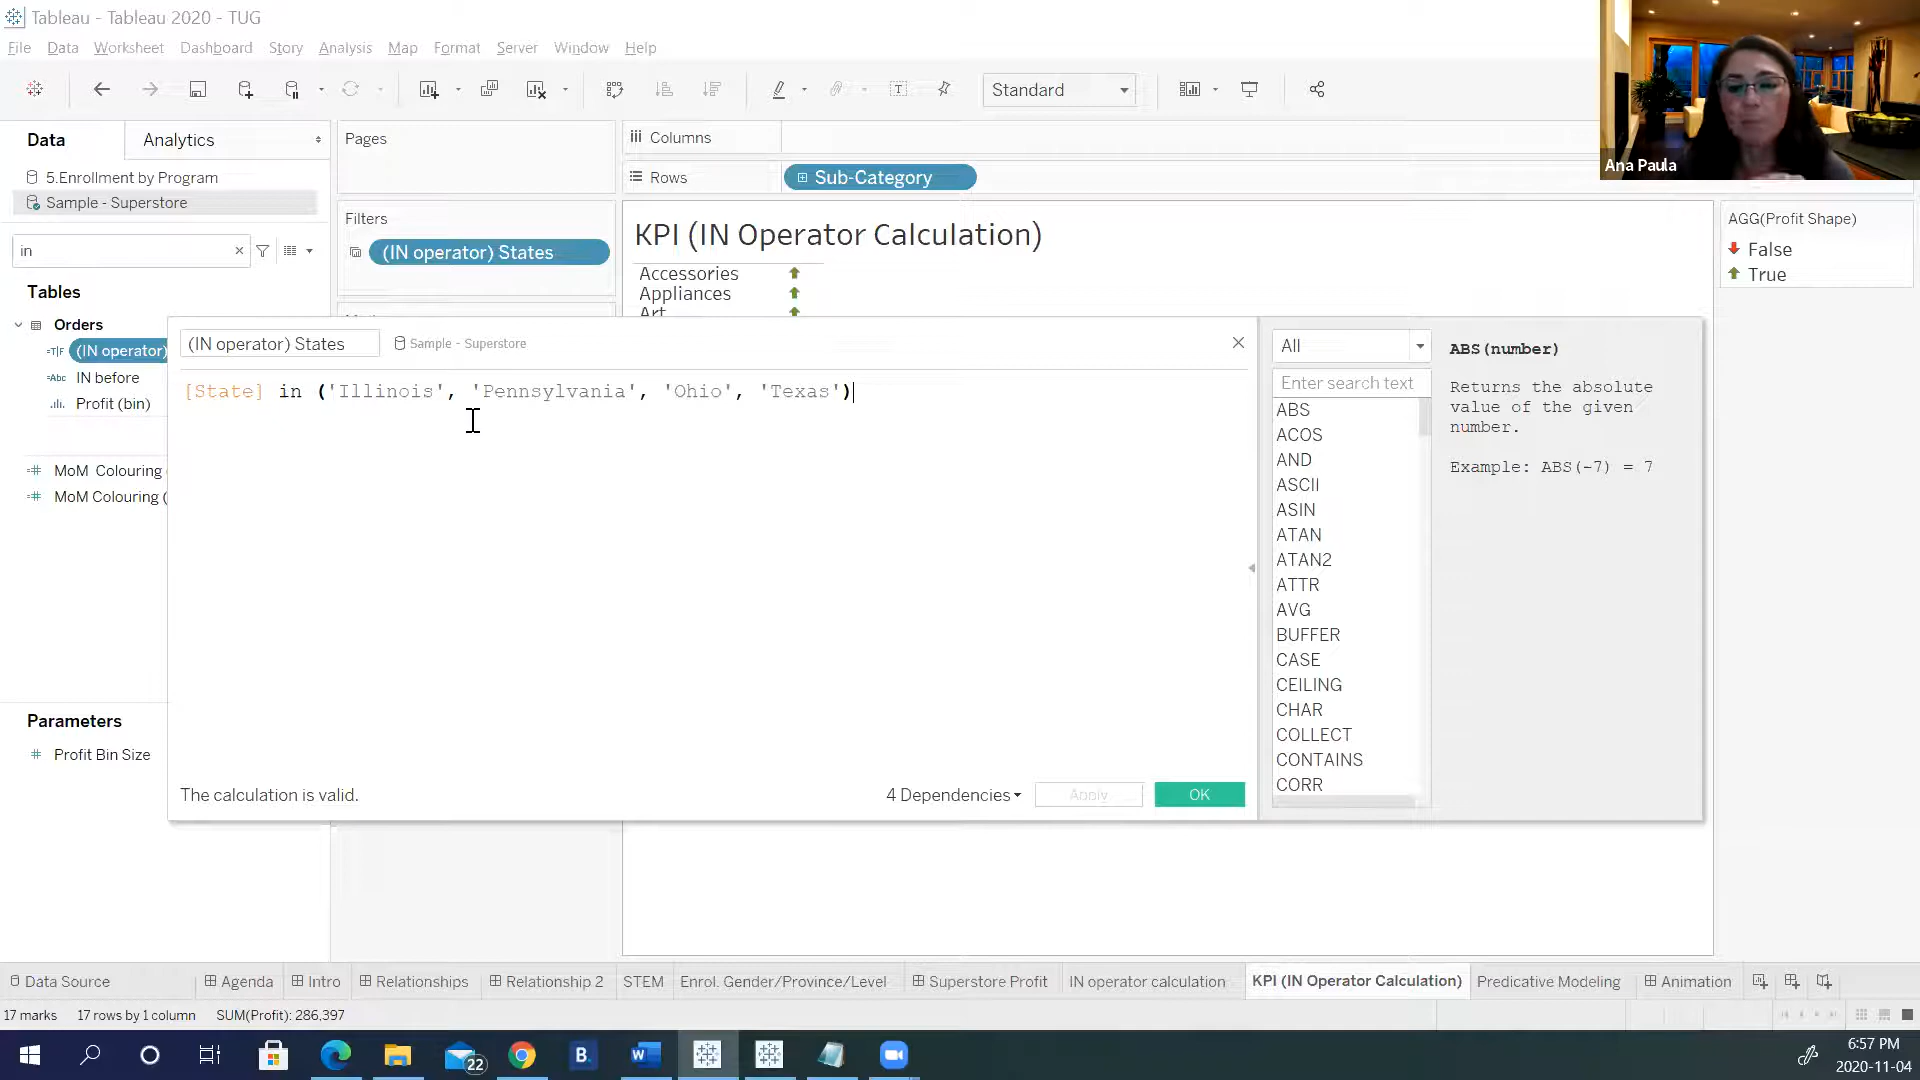 Tableau - Tableau 2020 - TUG
File Data Worksheet Dashboard Story Analysis Map Format Server Window Help
Standard
Ana Paula
Data Analytics
5.Enrollment by Program
Sample - Superstore
in
Tables
Orders
=T|F (IN operator)
=Abc IN before
Profit (bin)
MoM Colouring
MoM Colouring (
Parameters
Profit Bin Size
Pages
Filters
(IN operator) States
Columns
Rows Sub-Category
KPI (IN Operator Calculation)
Accessories
Appliances
Art
AGG(Profit Shape)
False
True
(IN operator) States Sample - Superstore
[State] in ('Illinois', 'Pennsylvania', 'Ohio', 'Texas')
The calculation is valid.
4 Dependencies Apply OK
All
Enter search text
ABS
ACOS
AND
ASCII
ASIN
ATAN
ATAN2
ATTR
AVG
BUFFER
CASE
CEILING
CHAR
COLLECT
CONTAINS
CORR
ABS(number)
Returns the absolute
value of the given
number.
Example: ABS(-7) = 7
Data Source Agenda Intro Relationships Relationship 2 STEM Enrol. Gender/Province/Level Superstore Profit IN operator calculation KPI (IN Operator Calculation) Predicative Modeling Animation
17 marks 17 rows by 1 column SUM(Profit): 286,397
22
B.
W
6:57 PM
2020-11-04